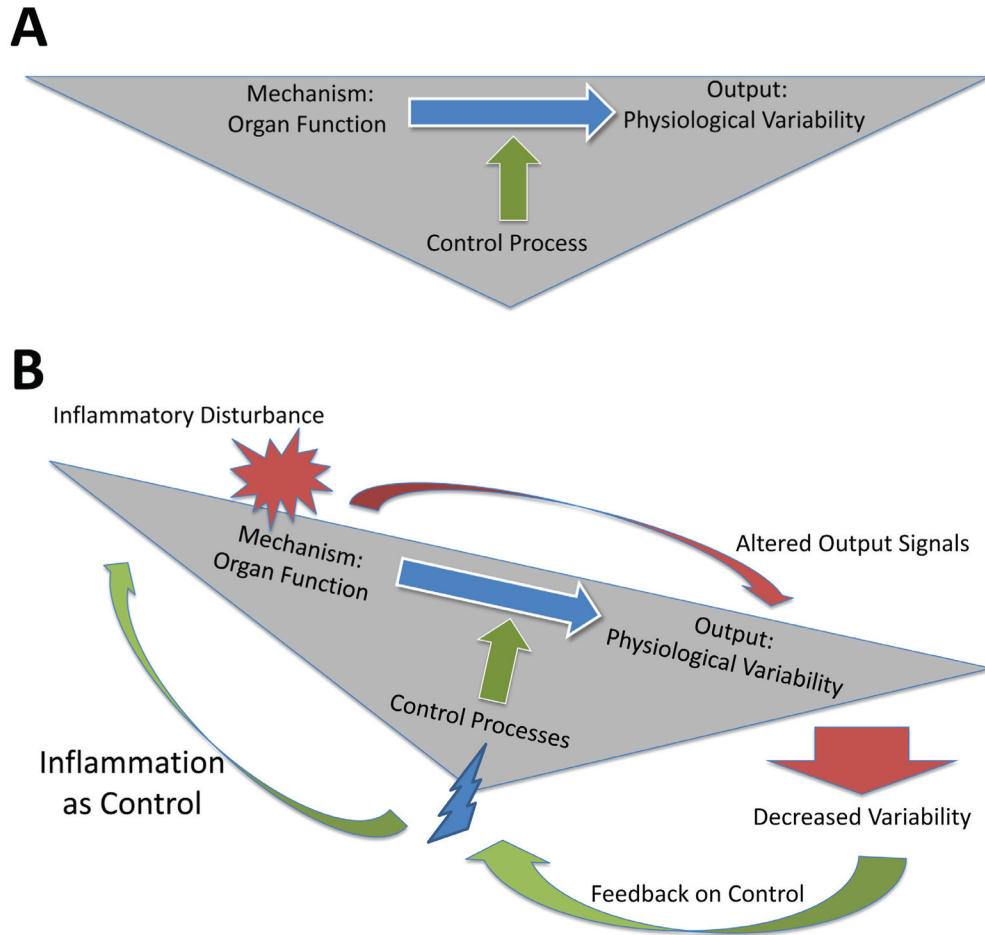 A
Mechanism:
Organ Function
Output:
Physiological Variability
Control Process
B
Inflammatory Disturbance
Mechanism:
Organ Function
Altered Output Signals
Output:
Physiological Variability
Control Processes
Inflammation
as Control
Decreased Variability
Feedback on Control